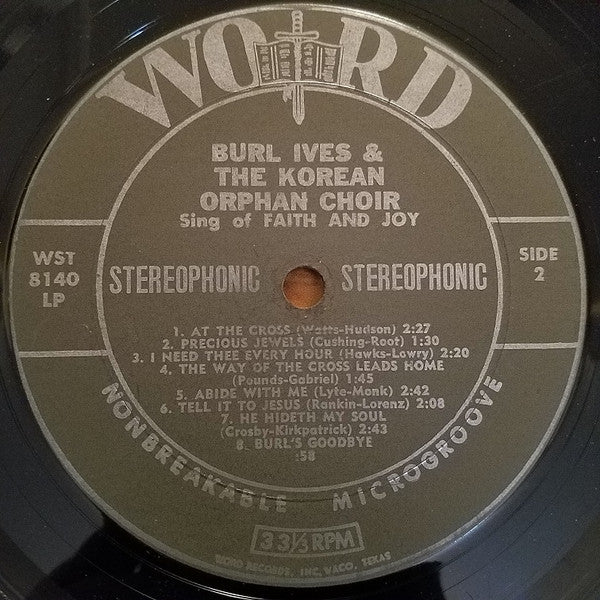 WORD
BURL IVES &
THE KOREAN
ORPHAN CHOIR
Sing of FAITH AND JOY
WST
8140
LP
SIDE
2
STEREOPHONIC STEREOPHONIC
1. AT THE CROSS (Watts-Hudson) 2:27
2. PRECIOUS JEWELS (Cushing-Root) 1:30
3. I NEED THEE EVERY HOUR (Hawks-Lowry) 2:20
4. THE WAY OF THE CROSS LEADS HOME
(Pounds-Gabriel) 1:45
5. ABIDE WITH ME (Lyte-Monk) 2:42
6. TELL IT TO JESUS (Rankin-Lorenz) 2:08
7. HE HIDETH MY SOUL
(Crosby-Kirkpatrick) 2:43
8. BURL'S GOODBYE
:58
NONBREAKABLE MICROGROOVE
33⅓ RPM
WORD RECORDS, INC, WACO, TEXAS